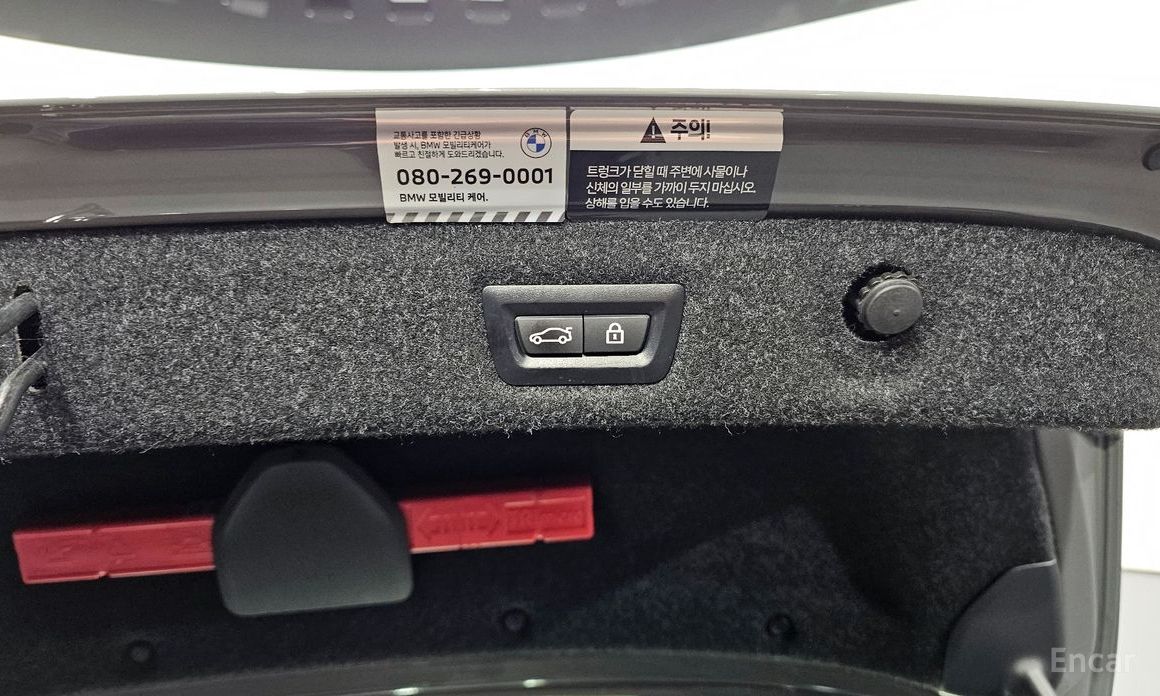 교통사고를 포함한 긴급상황
발생 시, BMW 모빌리티케어가
빠르고 친절하게 도와드리겠습니다.
BMW
080-269-0001
BMW 모빌리티 케어.
주의!
트렁크가 닫힐 때 주변에 사물이나
신체의 일부를 가까이 두지 마십시오.
상해를 입을 수도 있습니다.
Encar